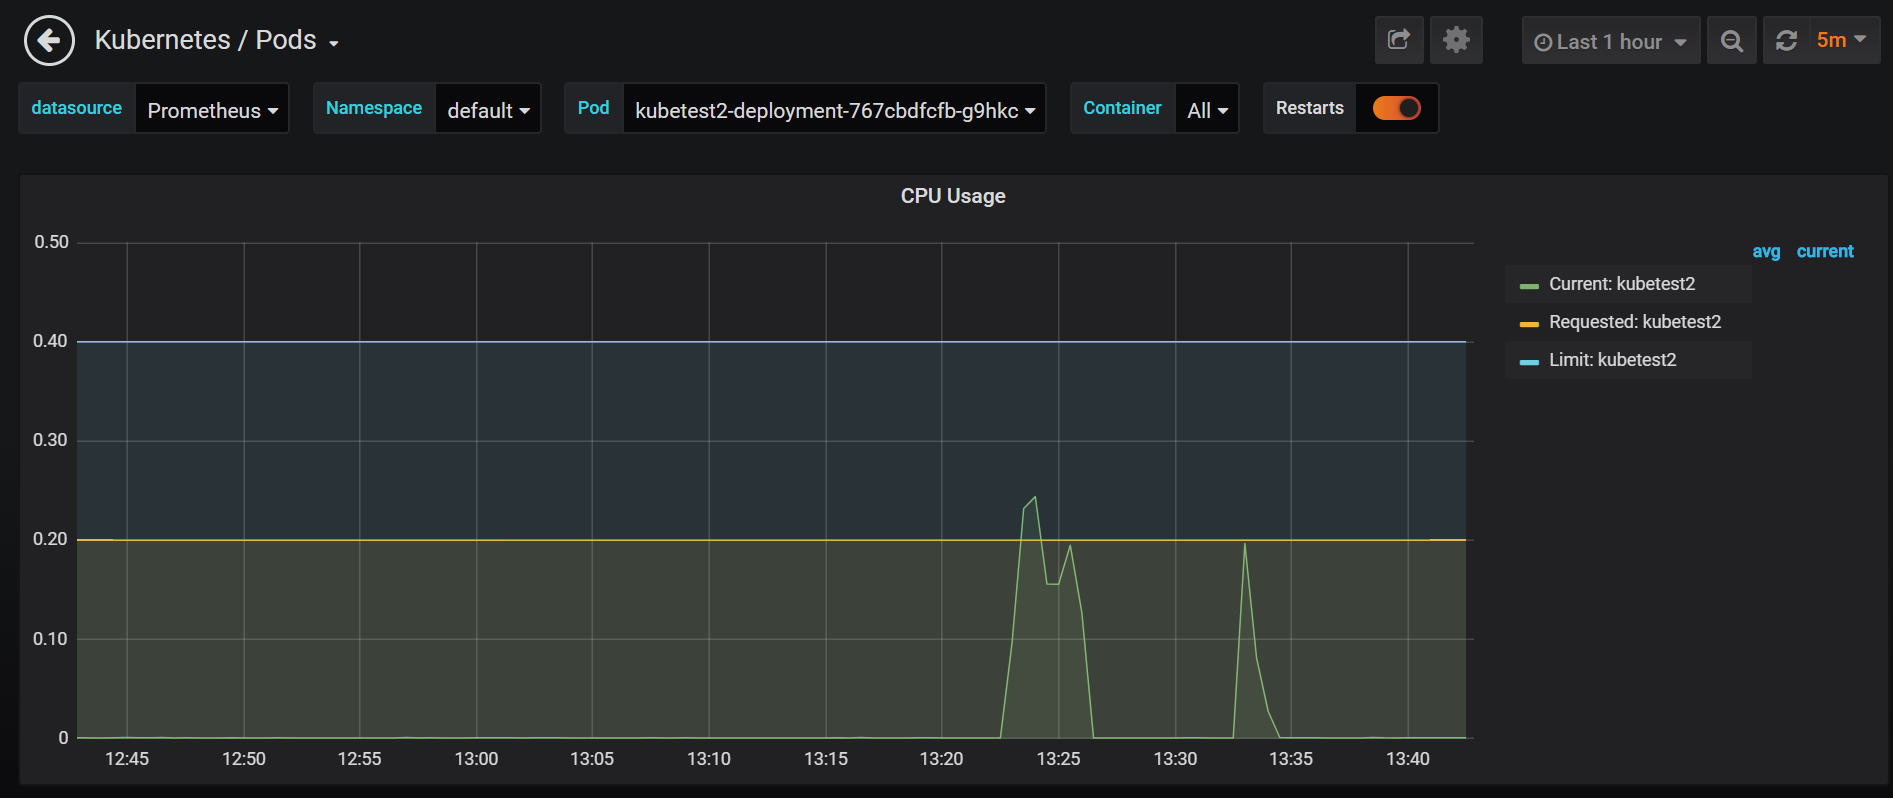 Kubernetes / Pods
Last 1 hour
5m
datasource Prometheus Namespace default Pod kubetest2-deployment-767cbdfcfb-g9hkc Container All Restarts
CPU Usage
0.50
0.40
0.30
0.20
0.10
0
12:45 12:50 12:55 13:00 13:05 13:10 13:15 13:20 13:25 13:30 13:35 13:40
avg current
Current: kubetest2
Requested: kubetest2
Limit: kubetest2